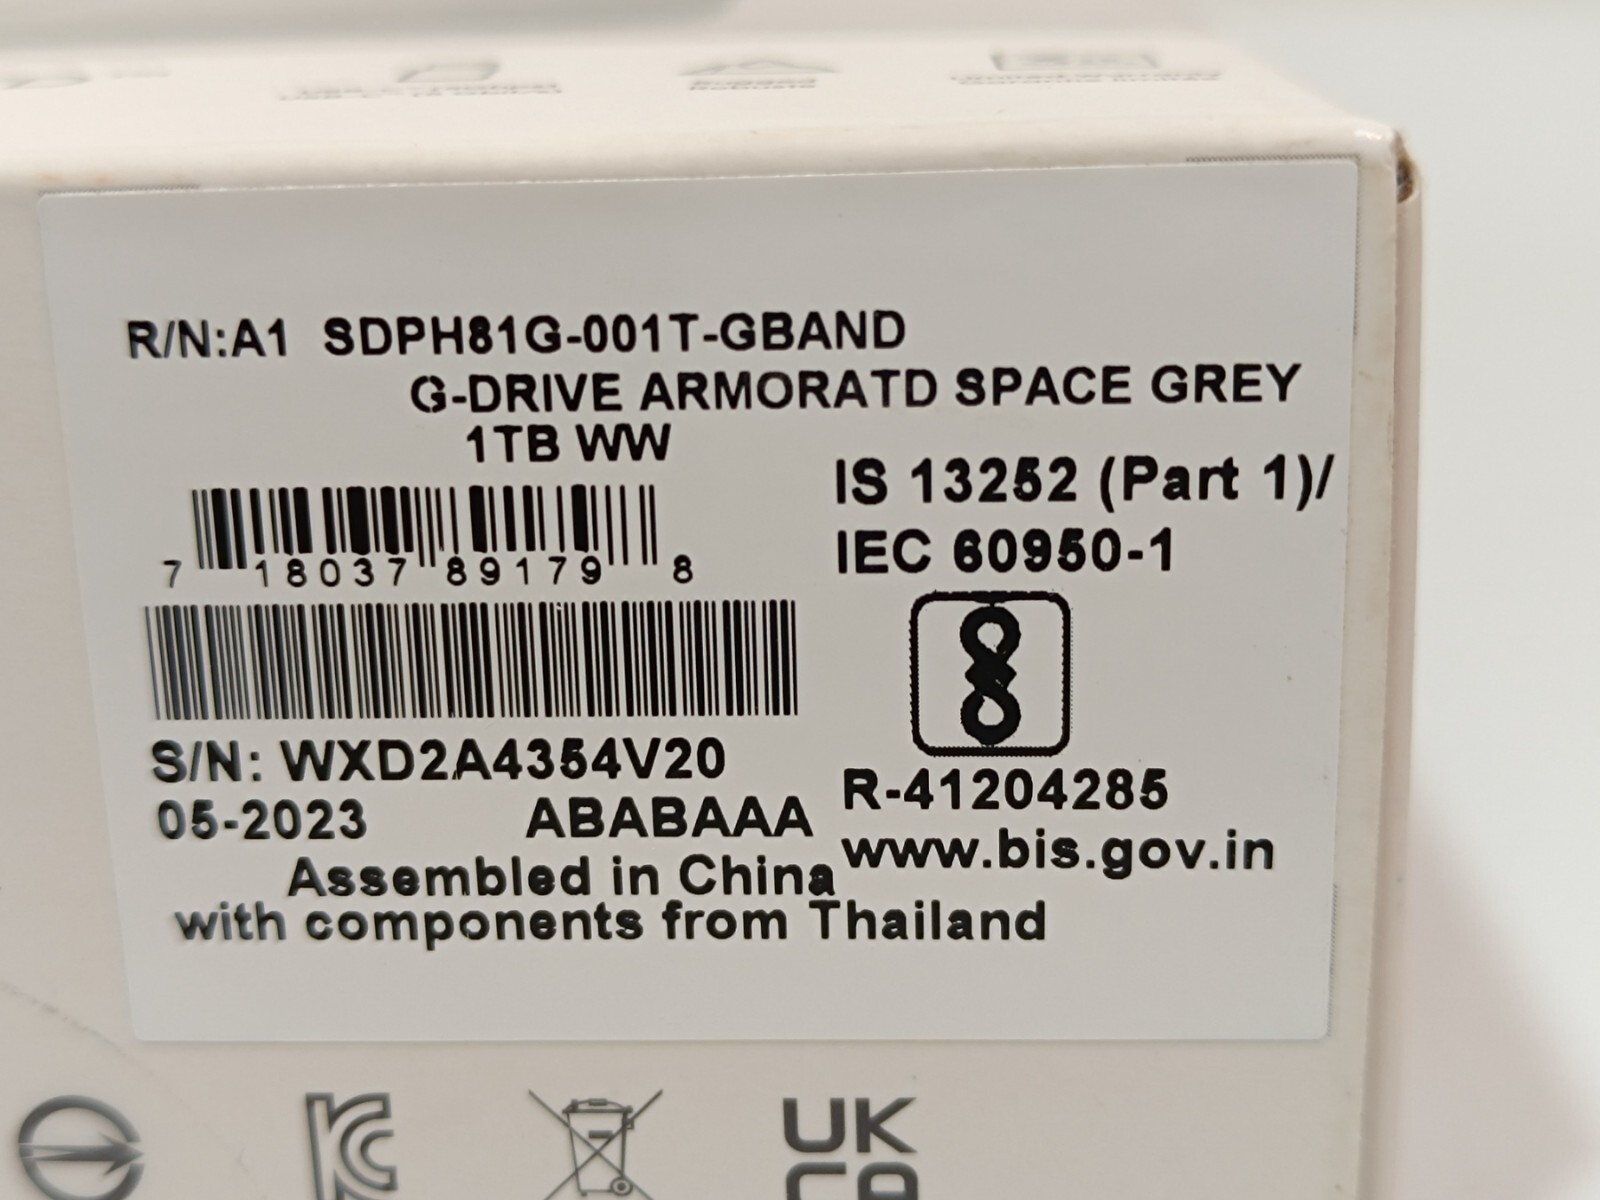 R/N:A1 SDPH81G-001T-GBAND
G-DRIVE ARMORATD SPACE GREY
1TB WW
IS 13252 (Part 1)/
IEC 60950-1
7 18037 89179 8
S/N: WXD2A4354V20
R-41204285
05-2023 ABABAAA
www.bis.gov.in
Assembled in China
with components from Thailand
UK
CA